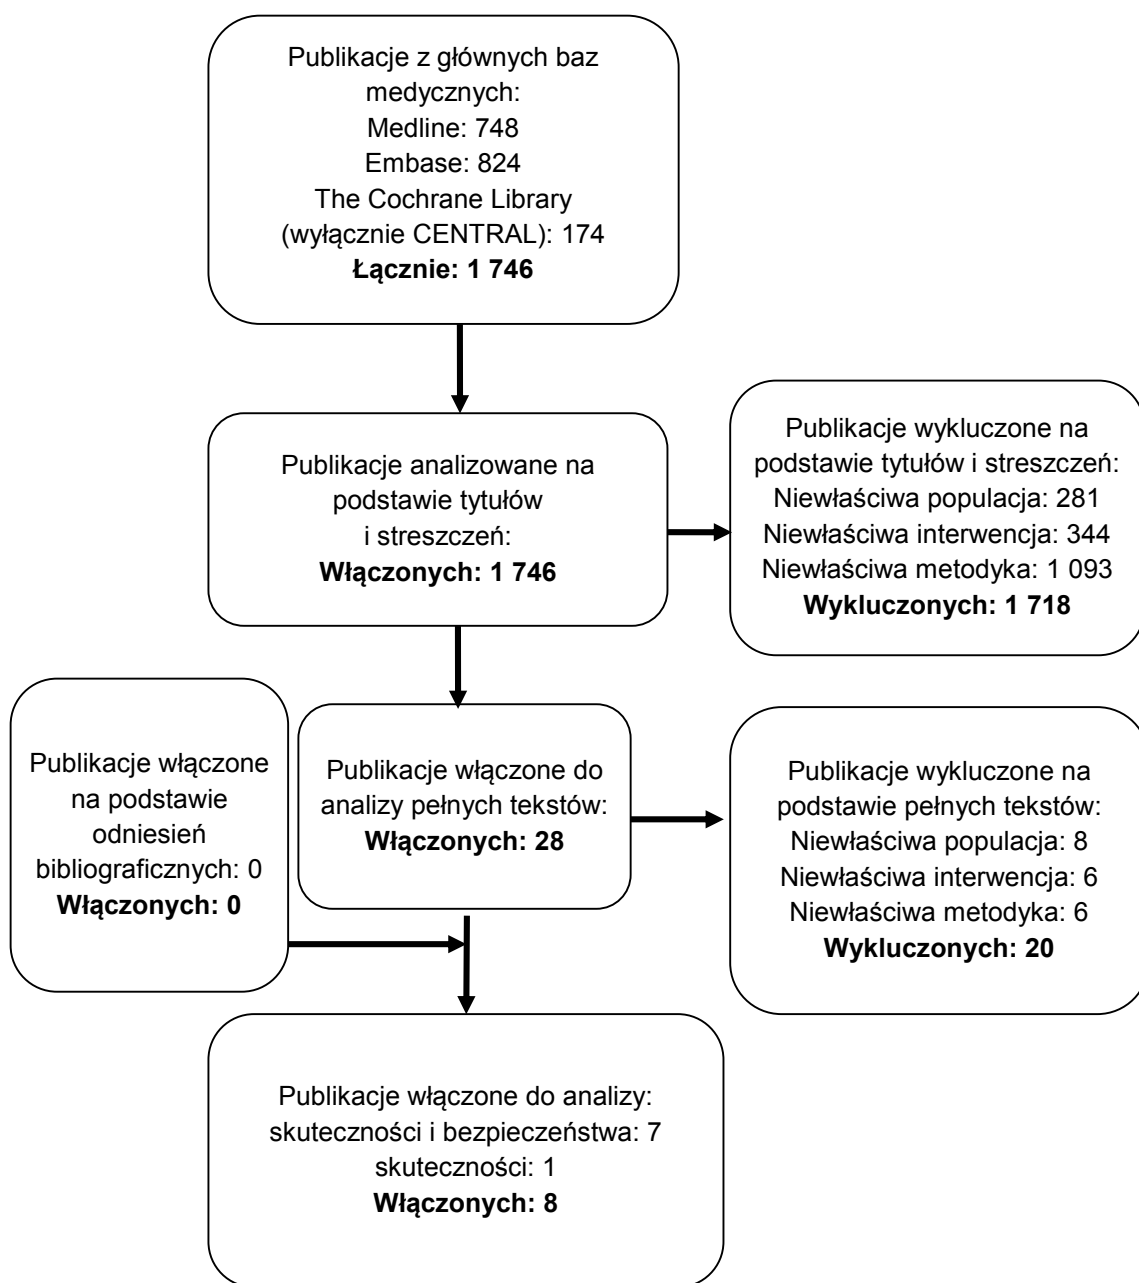 Publikacje z głównych baz
medycznych:
Medline: 748
Embase: 824
The Cochrane Library
(wyłącznie CENTRAL): 174
Łącznie: 1 746
Publikacje analizowane na
podstawie tytułów
i streszczeń:
Włączonych: 1 746
Publikacje wykluczone na
podstawie tytułów i streszczeń:
Niewłaściwa populacja: 281
Niewłaściwa interwencja: 344
Niewłaściwa metodyka: 1 093
Wykluczonych: 1 718
Publikacje włączone
na podstawie
odniesień
bibliograficznych: 0
Włączonych: 0
Publikacje włączone do
analizy pełnych tekstów:
Włączonych: 28
Publikacje wykluczone na
podstawie pełnych tekstów:
Niewłaściwa populacja: 8
Niewłaściwa interwencja: 6
Niewłaściwa metodyka: 6
Wykluczonych: 20
Publikacje włączone do analizy:
skuteczności i bezpieczeństwa: 7
skuteczności: 1
Włączonych: 8